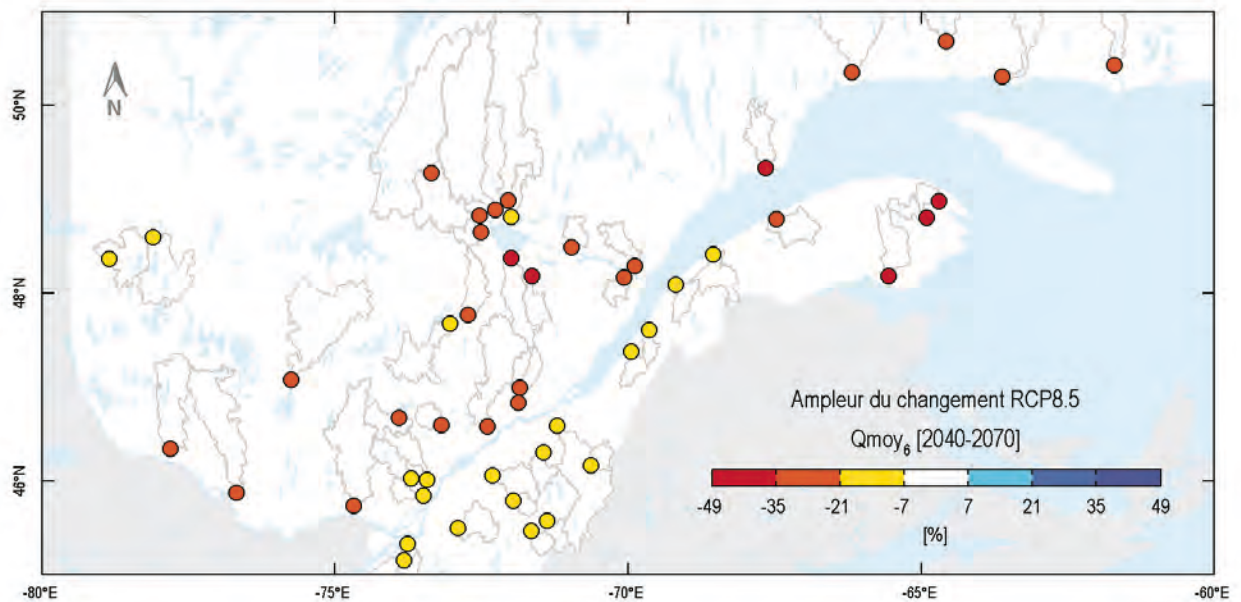 50°N
48°N
46°N
N
Ampleur du changement RCP8.5
Qmoy₆ [2040-2070]
-49 -35 -21 -7 7 21 35 49
[%]
-80°E -75°E -70°E -65°E -60°E